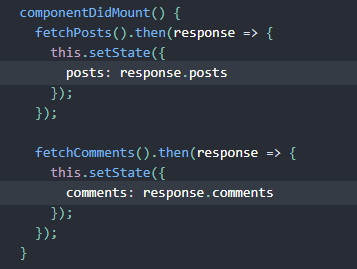 componentDidMount() {
  fetchPosts().then(response => {
    this.setState({
      posts: response.posts
    });
  });

  fetchComments().then(response => {
    this.setState({
      comments: response.comments
    });
  });
}